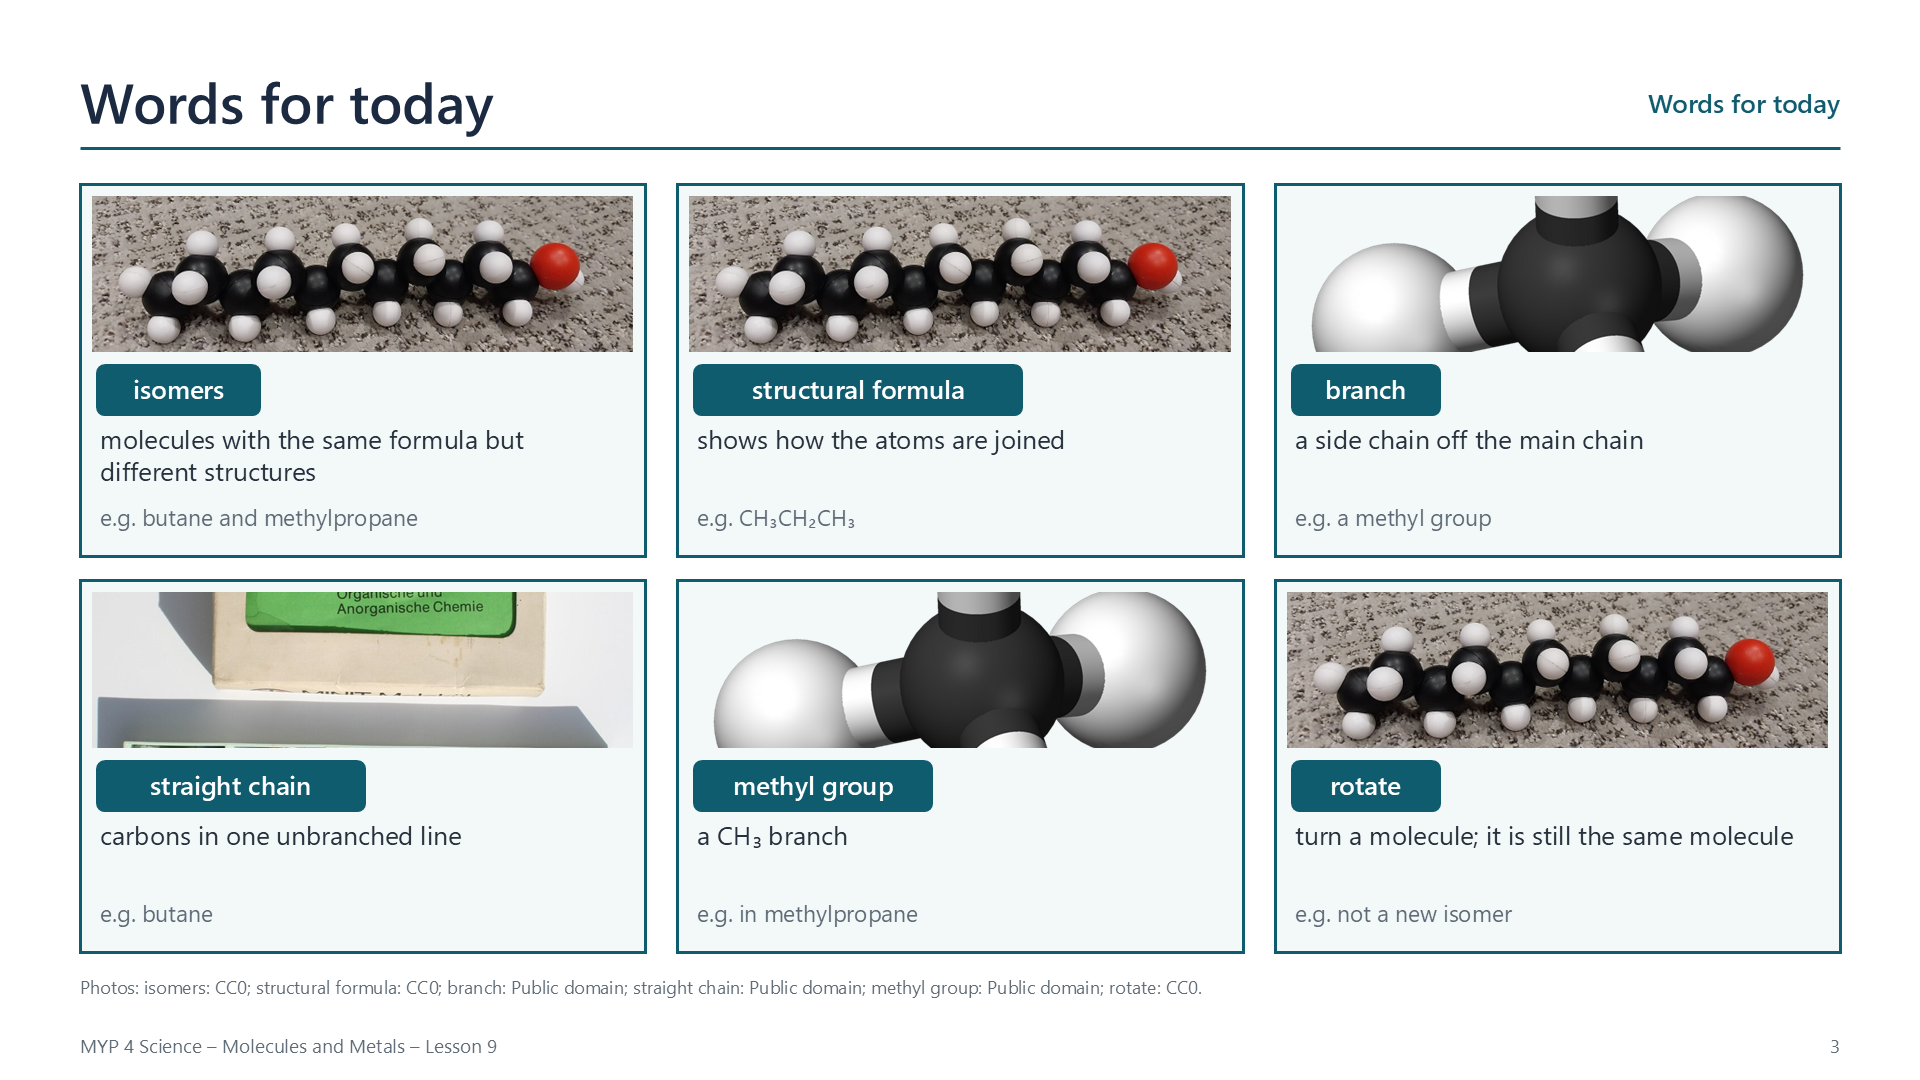 Words for today
Words for today
isomers
molecules with the same formula but
different structures
e.g. butane and methylpropane
structural formula
shows how the atoms are joined
e.g. CH₃CH₂CH₃
branch
a side chain off the main chain
e.g. a methyl group
Organische und
Anorganische Chemie
straight chain
carbons in one unbranched line
e.g. butane
methyl group
a CH₃ branch
e.g. in methylpropane
rotate
turn a molecule; it is still the same molecule
e.g. not a new isomer
Photos: isomers: CC0; structural formula: CC0; branch: Public domain; straight chain: Public domain; methyl group: Public domain; rotate: CC0.
MYP 4 Science – Molecules and Metals – Lesson 9
3